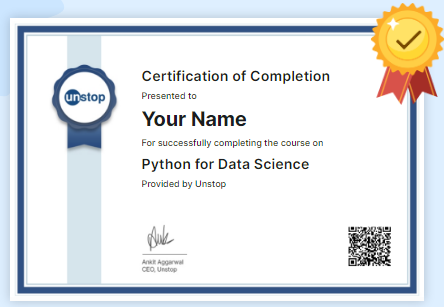 Certification of Completion
Presented to
unstop
Your Name
For successfully completing the course on
Python for Data Science
Provided by Unstop
Ankit Aggarwal
CEO, Unstop